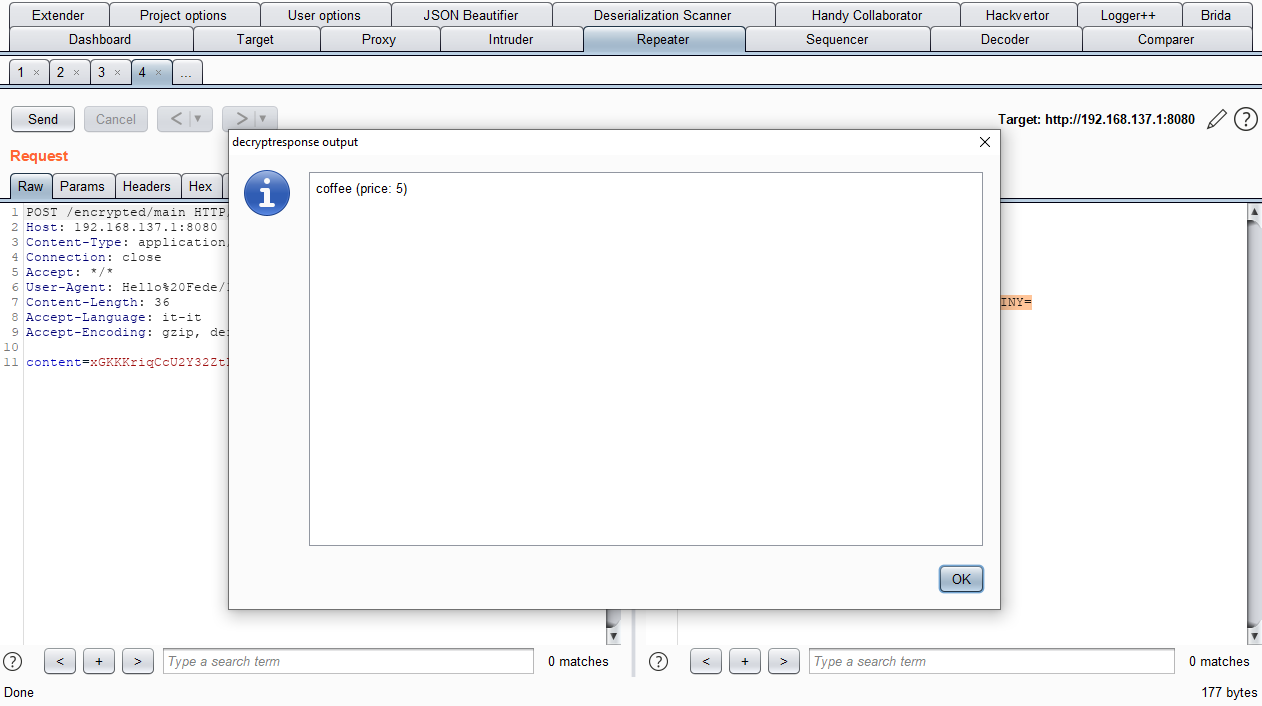 Extender Project options User options JSON Beautifier Deserialization Scanner Handy Collaborator Hackvertor Logger++ Brida
Dashboard Target Proxy Intruder Repeater Sequencer Decoder Comparer
1 × 2 × 3 × 4 × ...
Send Cancel < > Target: http://192.168.137.1:8080 ?
decryptresponse output
Request
Raw Params Headers Hex
coffee (price: 5)
1 POST /encrypted/main HTTP
2 Host: 192.168.137.1:8080
3 Content-Type: application
4 Connection: close
5 Accept: */*
6 User-Agent: Hello%20Fede/
7 Content-Length: 36 INY=
8 Accept-Language: it-it
9 Accept-Encoding: gzip,
10
11 content=xGKKKriqCcU2Y32Zt
OK
? < + > Type a search term 0 matches ? < + > Type a search term 0 matches
Done 177 bytes